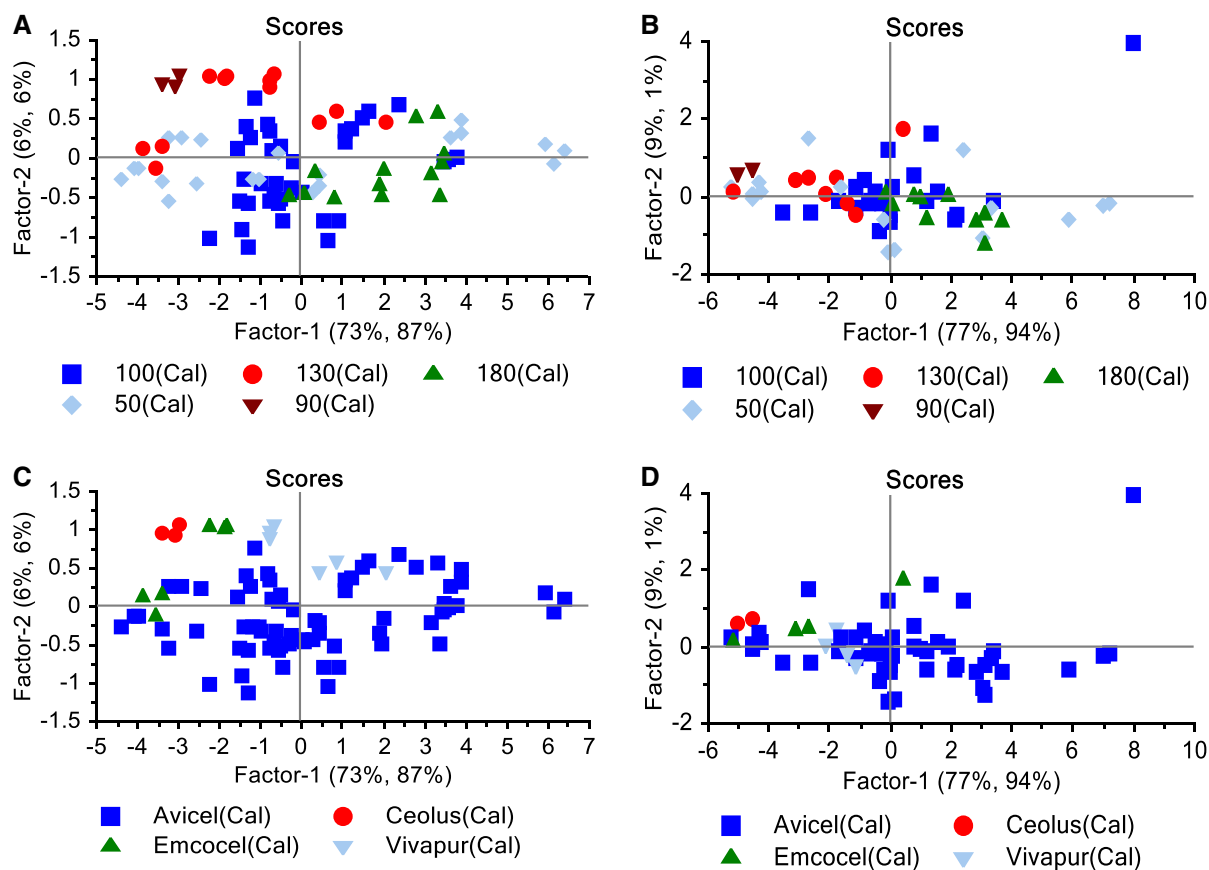 A
Scores
1.5
1
0.5
0
-0.5
-1
-1.5
Factor-2 (6%, 6%)
-5 -4 -3 -2 -1 0 1 2 3 4 5 6 7
Factor-1 (73%, 87%)
100(Cal) 130(Cal) 180(Cal)
50(Cal) 90(Cal)
B
Scores
4
2
0
-2
Factor-2 (9%, 1%)
-6 -4 -2 0 2 4 6 8 10
Factor-1 (77%, 94%)
100(Cal) 130(Cal) 180(Cal)
50(Cal) 90(Cal)
C
Scores
1.5
1
0.5
0
-0.5
-1
-1.5
Factor-2 (6%, 6%)
-5 -4 -3 -2 -1 0 1 2 3 4 5 6 7
Factor-1 (73%, 87%)
Avicel(Cal) Ceolus(Cal)
Emcocel(Cal) Vivapur(Cal)
D
Scores
4
2
0
-2
Factor-2 (9%, 1%)
-6 -4 -2 0 2 4 6 8 10
Factor-1 (77%, 94%)
Avicel(Cal) Ceolus(Cal)
Emcocel(Cal) Vivapur(Cal)